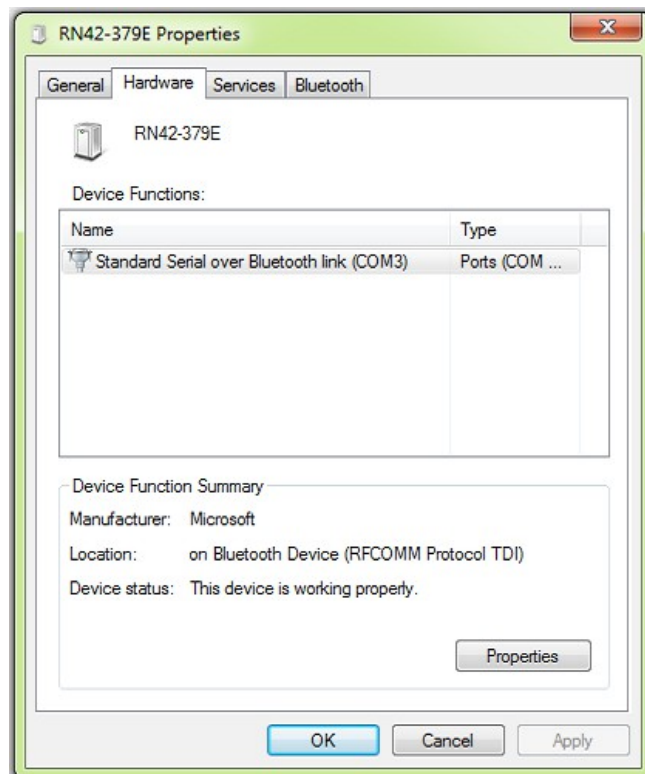 RN42-379E Properties
General Hardware Services Bluetooth
RN42-379E
Device Functions:
Name Type
Standard Serial over Bluetooth link (COM3) Ports (COM ...
Device Function Summary
Manufacturer: Microsoft
Location: on Bluetooth Device (RFCOMM Protocol TDI)
Device status: This device is working properly.
Properties
OK Cancel Apply